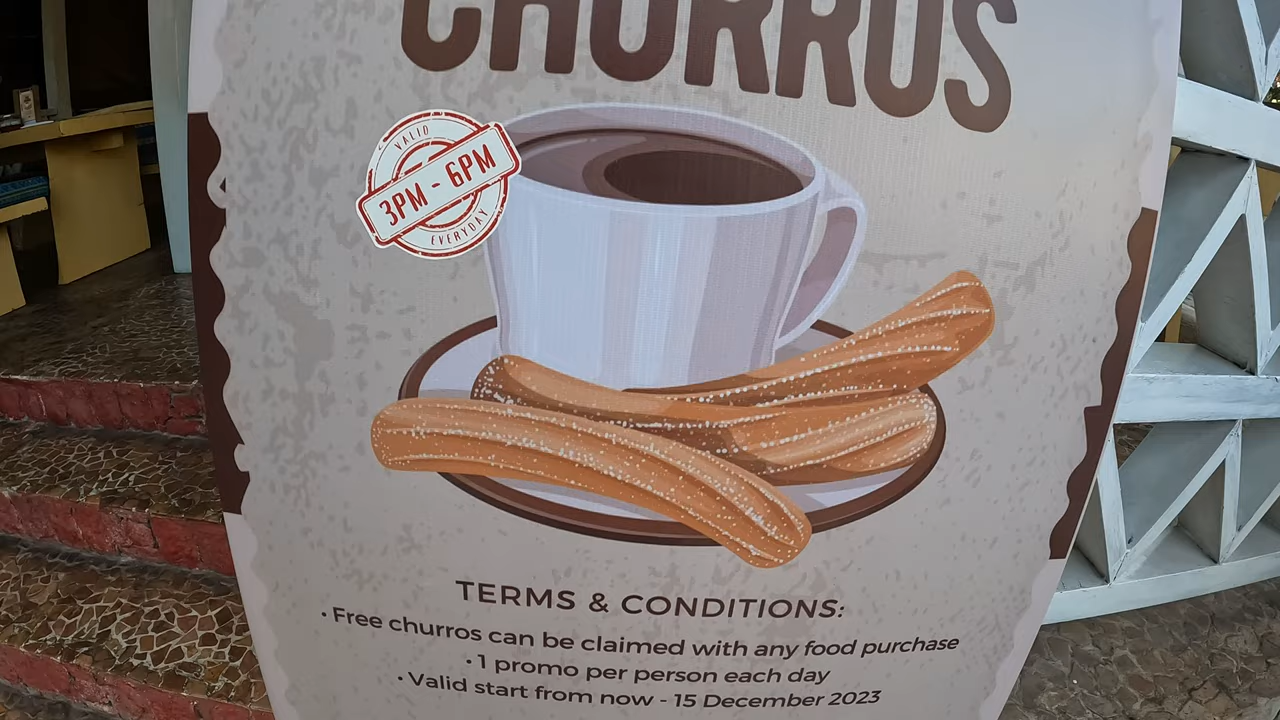 CHURROS
VALID
3PM - 6PM
EVERYDAY
TERMS & CONDITIONS:
• Free churros can be claimed with any food purchase
• 1 promo per person each day
• Valid start from now - 15 December 2023